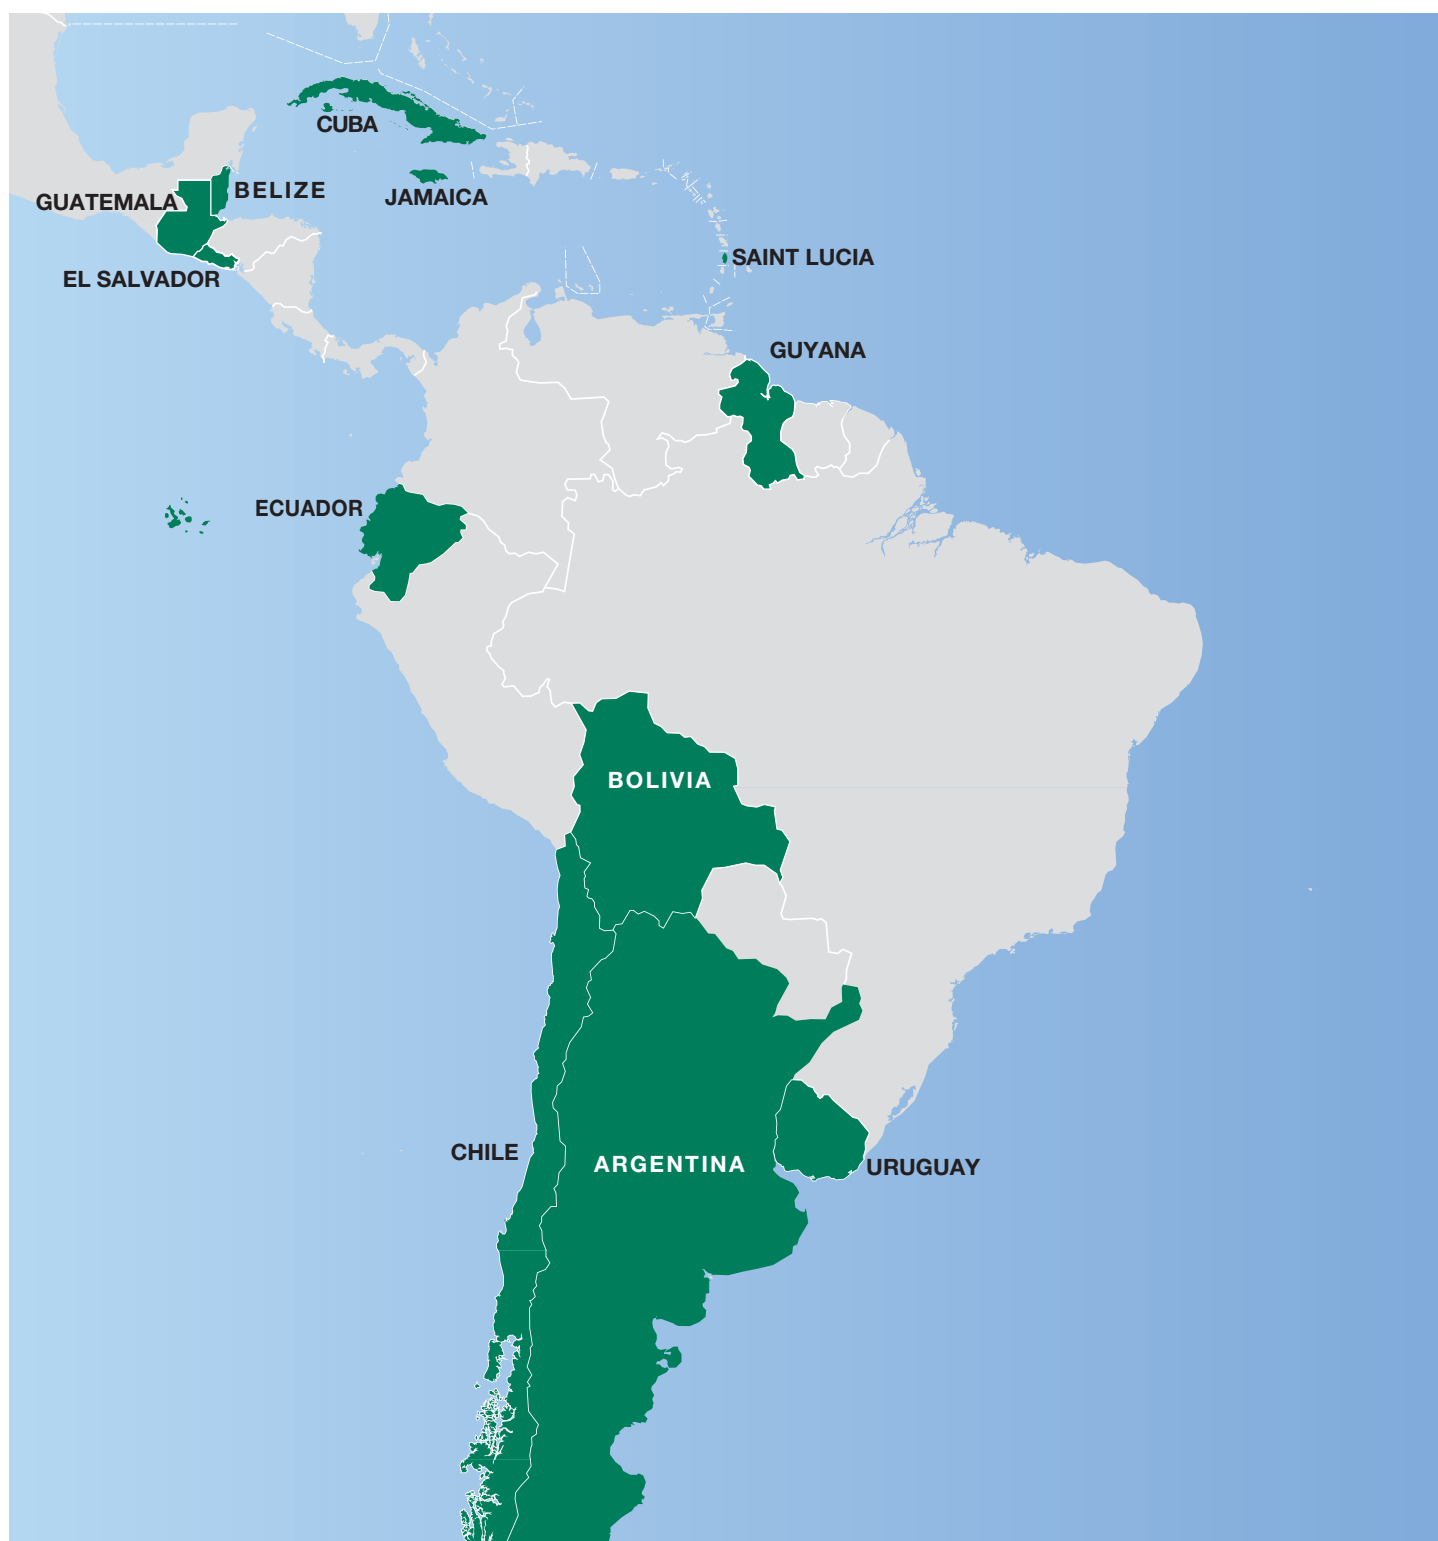 CUBA
BELIZE
JAMAICA
GUATEMALA
SAINT LUCIA
EL SALVADOR
GUYANA
ECUADOR
BOLIVIA
CHILE
ARGENTINA
URUGUAY